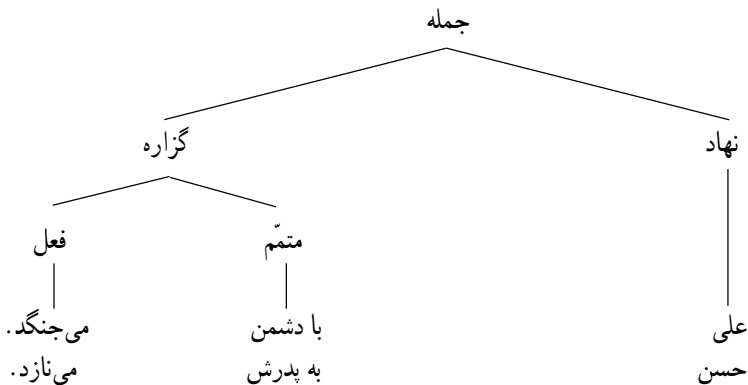 جمله
نهاد گزاره
متمّم فعل
علی با دشمن می‌جنگد.
حسن به پدرش می‌نازد.